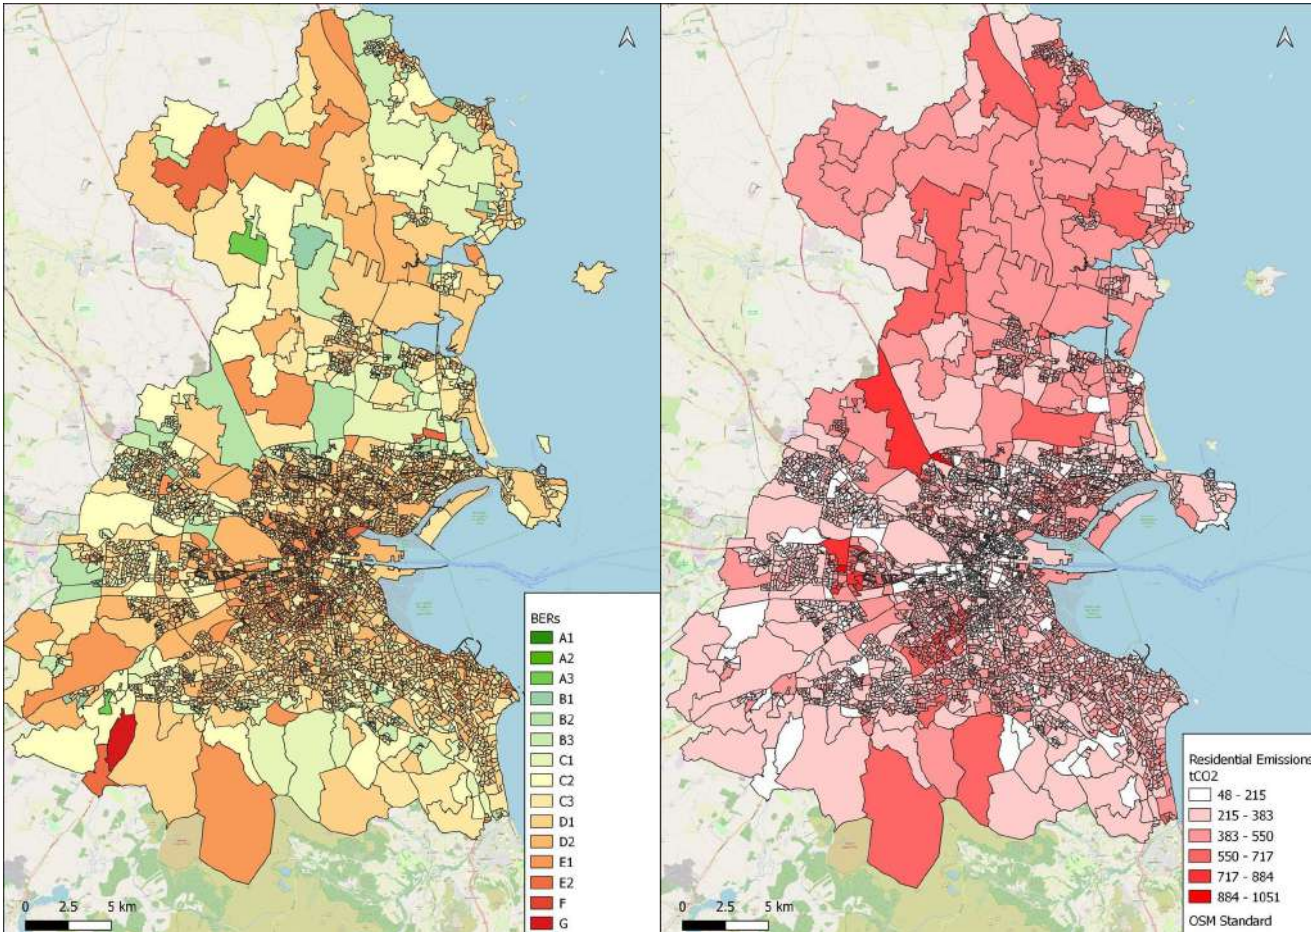 BERs
A1
A2
A3
B1
B2
B3
C1
C2
C3
D1
D2
E1
E2
F
G
0 2.5 5 km
Residential Emissions
tCO2
48 - 215
215 - 383
383 - 550
550 - 717
717 - 884
884 - 1051
OSM Standard
0 2.5 5 km